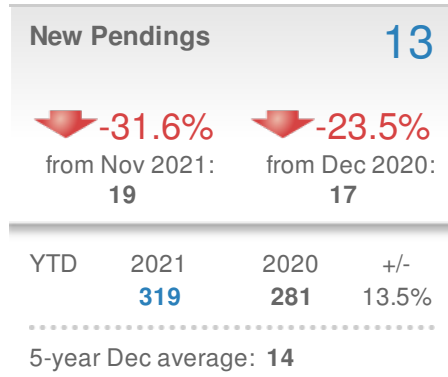 New Pendings 13
-31.6% -23.5%
from Nov 2021: from Dec 2020:
19 17
YTD 2021 2020 +/-
319 281 13.5%
5-year Dec average: 14